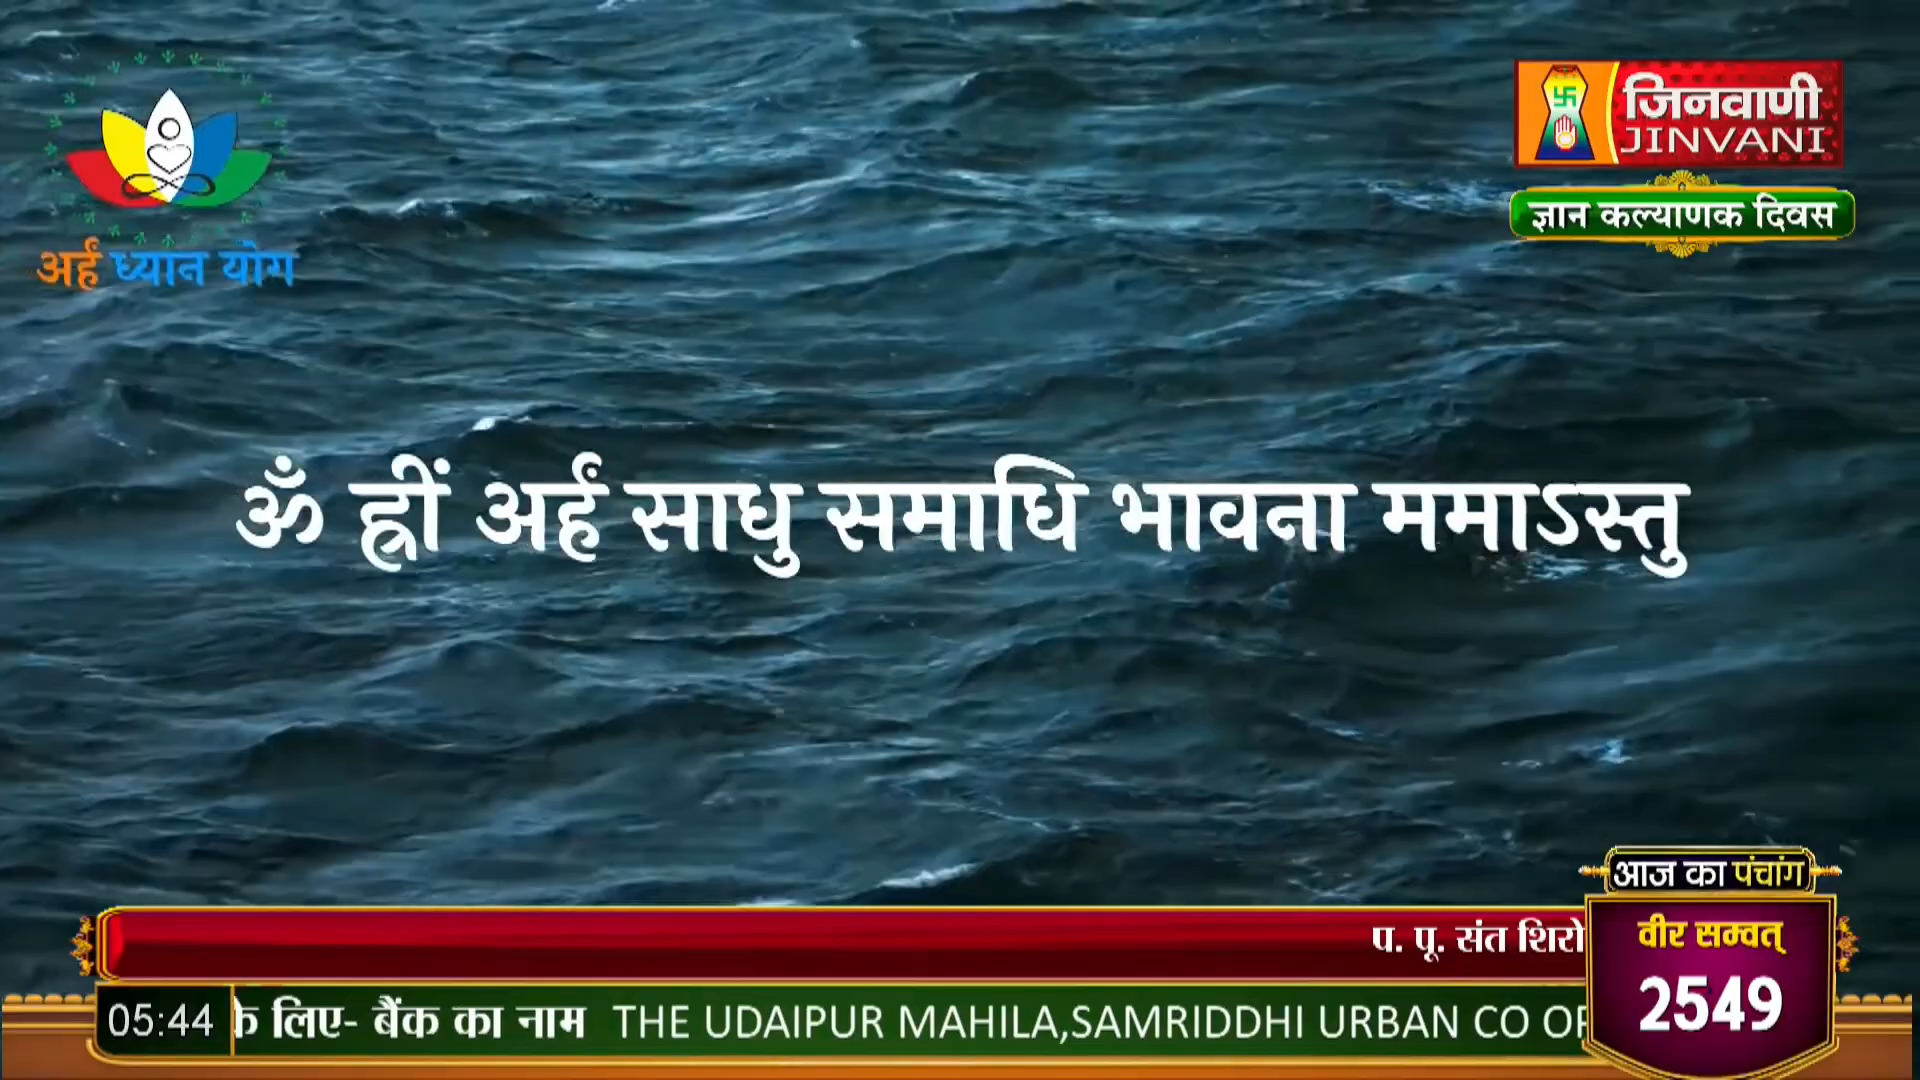 जिनवाणी
JINVANI
ज्ञान कल्याणक दिवस
अर्हं ध्यान योग
ॐ ह्रीं अर्हं साधु समाधि भावना ममाऽस्तु
आज का पंचांग
वीर सम्वत्
2549
प. पू. संत शिरो
05:44
के लिए- बैंक का नाम THE UDAIPUR MAHILA,SAMRIDDHI URBAN CO OP